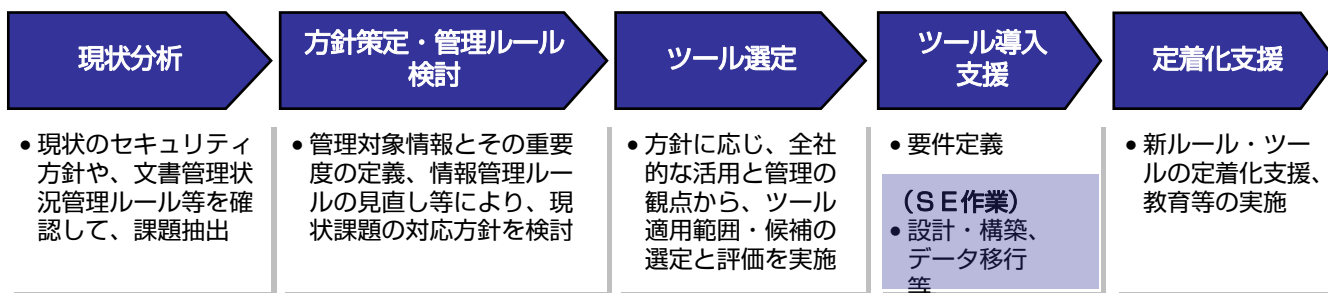 現状分析
方針策定・管理ルール
検討
ツール選定
ツール導入
支援
定着化支援
• 現状のセキュリティ
方針や、文書管理状
況管理ルール等を確
認して、課題抽出
• 管理対象情報とその重要
度の定義、情報管理ルー
ルの見直し等により、現
状課題の対応方針を検討
• 方針に応じ、全社
的な活用と管理の
観点から、ツール
適用範囲・候補の
選定と評価を実施
• 要件定義
（ＳＥ作業）
• 設計・構築、
データ移行
等
• 新ルール・ツー
ルの定着化支援、
教育等の実施